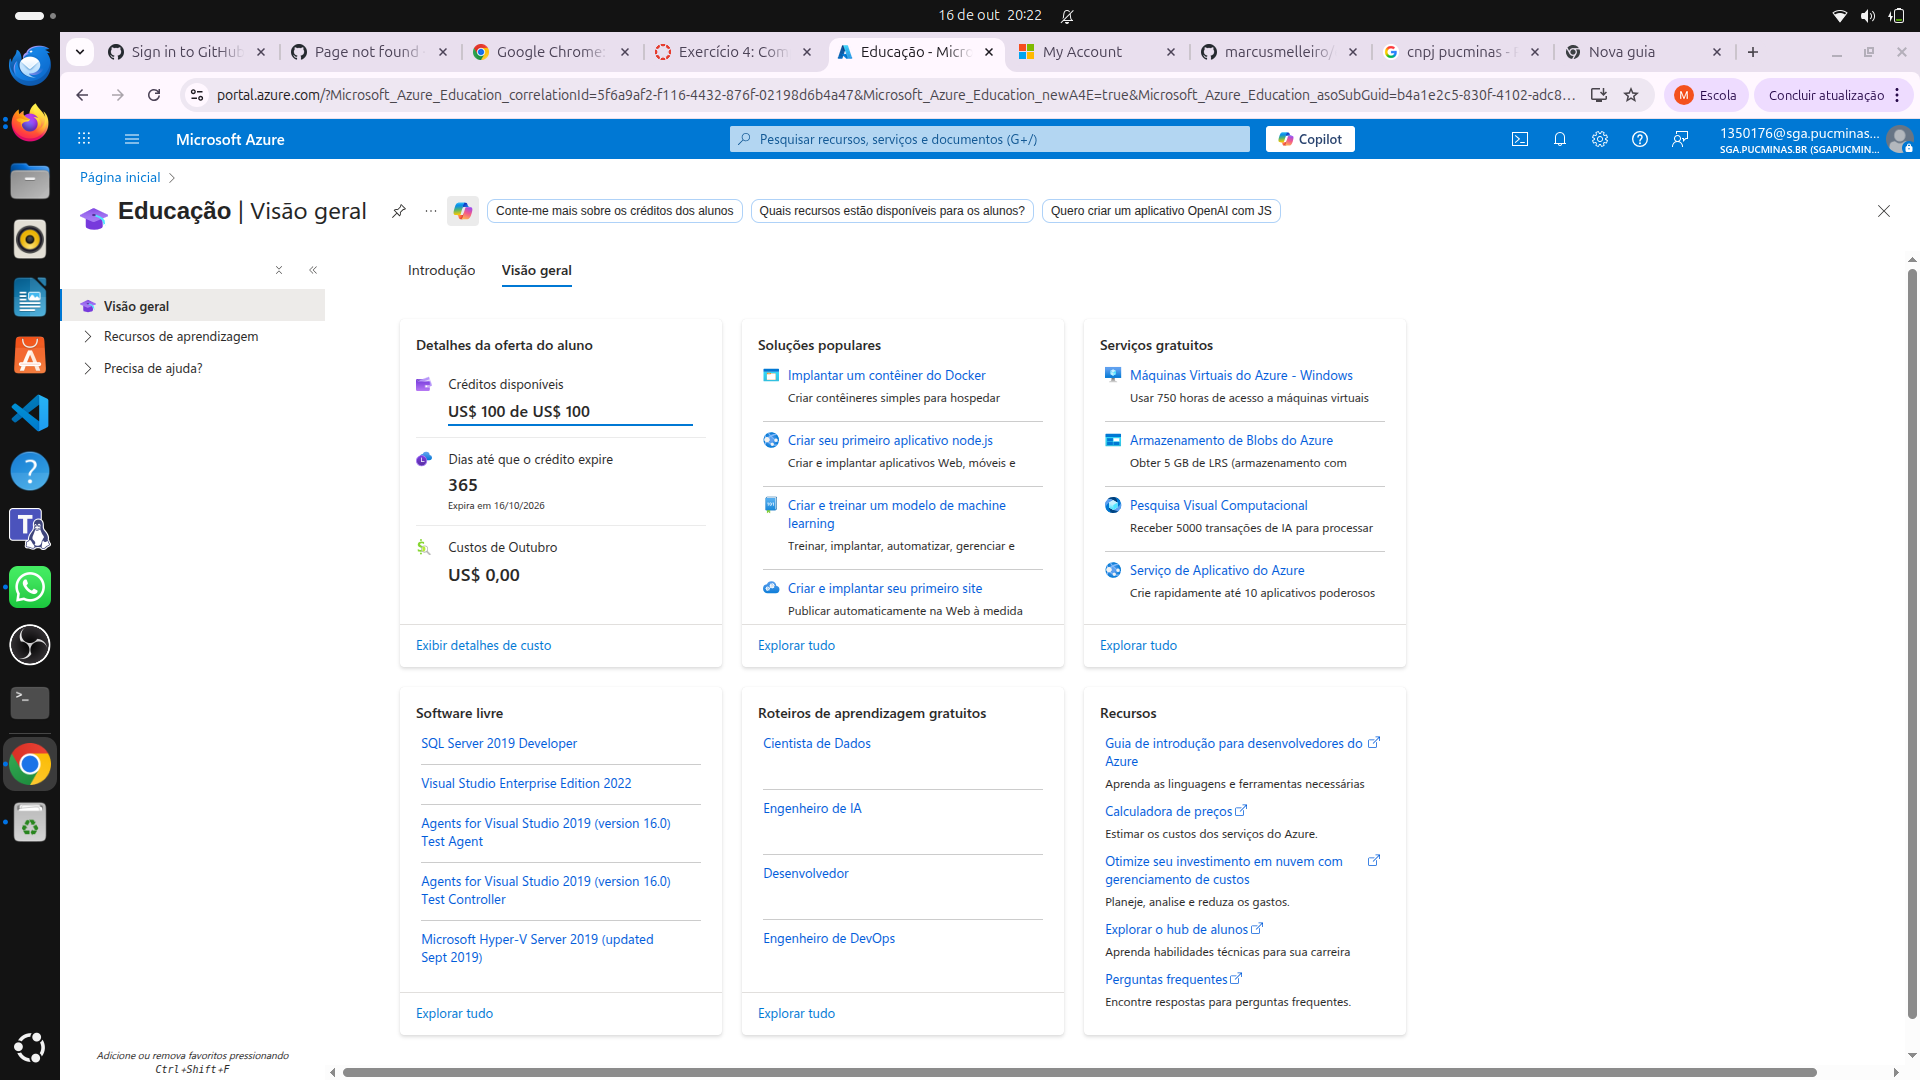 16 de out 20:22
Sign in to GitHub
Page not found
Google Chrome:
Exercício 4: Com
Educação - Micro
My Account
marcusmelleiro/
cnpj pucminas - 
Nova guia
portal.azure.com/?Microsoft_Azure_Education_correlationId=5f6a9af2-f116-4432-876f-02198d6b4a47&Microsoft_Azure_Education_newA4E=true&Microsoft_Azure_Education_asoSubGuid=b4a1e2c5-830f-4102-adc8...
M Escola
Concluir atualização
Microsoft Azure
Pesquisar recursos, serviços e documentos (G+/)
Copilot
1350176@sga.pucminas...
SGA.PUCMINAS.BR (SGAPUCMIN...
Página inicial
Educação | Visão geral
Conte-me mais sobre os créditos dos alunos
Quais recursos estão disponíveis para os alunos?
Quero criar um aplicativo OpenAI com JS
Visão geral
Recursos de aprendizagem
Precisa de ajuda?
Introdução
Visão geral
Detalhes da oferta do aluno
Créditos disponíveis
US$ 100 de US$ 100
Dias até que o crédito expire
365
Expira em 16/10/2026
Custos de Outubro
US$ 0,00
Exibir detalhes de custo
Soluções populares
Implantar um contêiner do Docker
Criar contêineres simples para hospedar
Criar seu primeiro aplicativo node.js
Criar e implantar aplicativos Web, móveis e
Criar e treinar um modelo de machine
learning
Treinar, implantar, automatizar, gerenciar e
Criar e implantar seu primeiro site
Publicar automaticamente na Web à medida
Explorar tudo
Serviços gratuitos
Máquinas Virtuais do Azure - Windows
Usar 750 horas de acesso a máquinas virtuais
Armazenamento de Blobs do Azure
Obter 5 GB de LRS (armazenamento com
Pesquisa Visual Computacional
Receber 5000 transações de IA para processar
Serviço de Aplicativo do Azure
Crie rapidamente até 10 aplicativos poderosos
Explorar tudo
Software livre
SQL Server 2019 Developer
Visual Studio Enterprise Edition 2022
Agents for Visual Studio 2019 (version 16.0)
Test Agent
Agents for Visual Studio 2019 (version 16.0)
Test Controller
Microsoft Hyper-V Server 2019 (updated
Sept 2019)
Explorar tudo
Roteiros de aprendizagem gratuitos
Cientista de Dados
Engenheiro de IA
Desenvolvedor
Engenheiro de DevOps
Explorar tudo
Recursos
Guia de introdução para desenvolvedores do
Azure
Aprenda as linguagens e ferramentas necessárias
Calculadora de preços
Estimar os custos dos serviços do Azure.
Otimize seu investimento em nuvem com
gerenciamento de custos
Planeje, analise e reduza os gastos.
Explorar o hub de alunos
Aprenda habilidades técnicas para sua carreira
Perguntas frequentes
Encontre respostas para perguntas frequentes.
Adicione ou remova favoritos pressionando
Ctrl+Shift+F